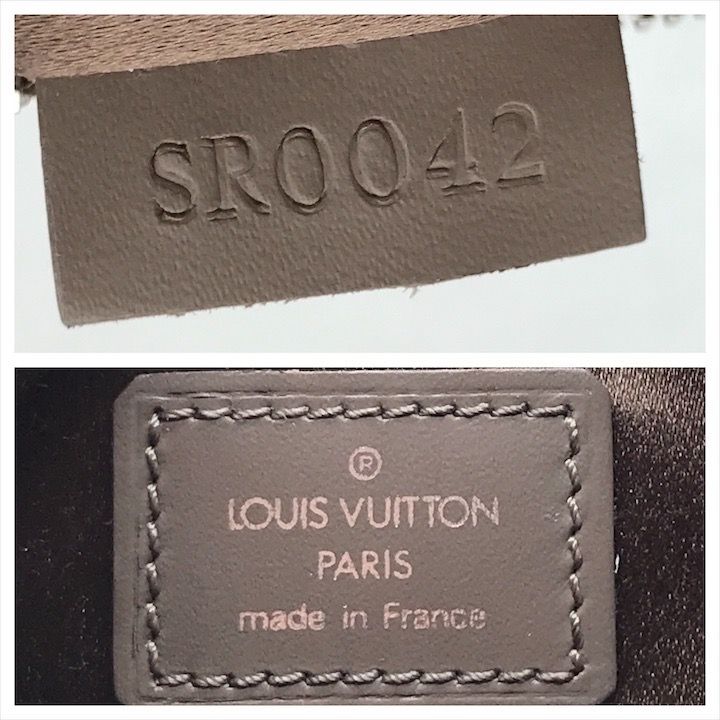 SR0042
®
LOUIS VUITTON
PARIS
made in France